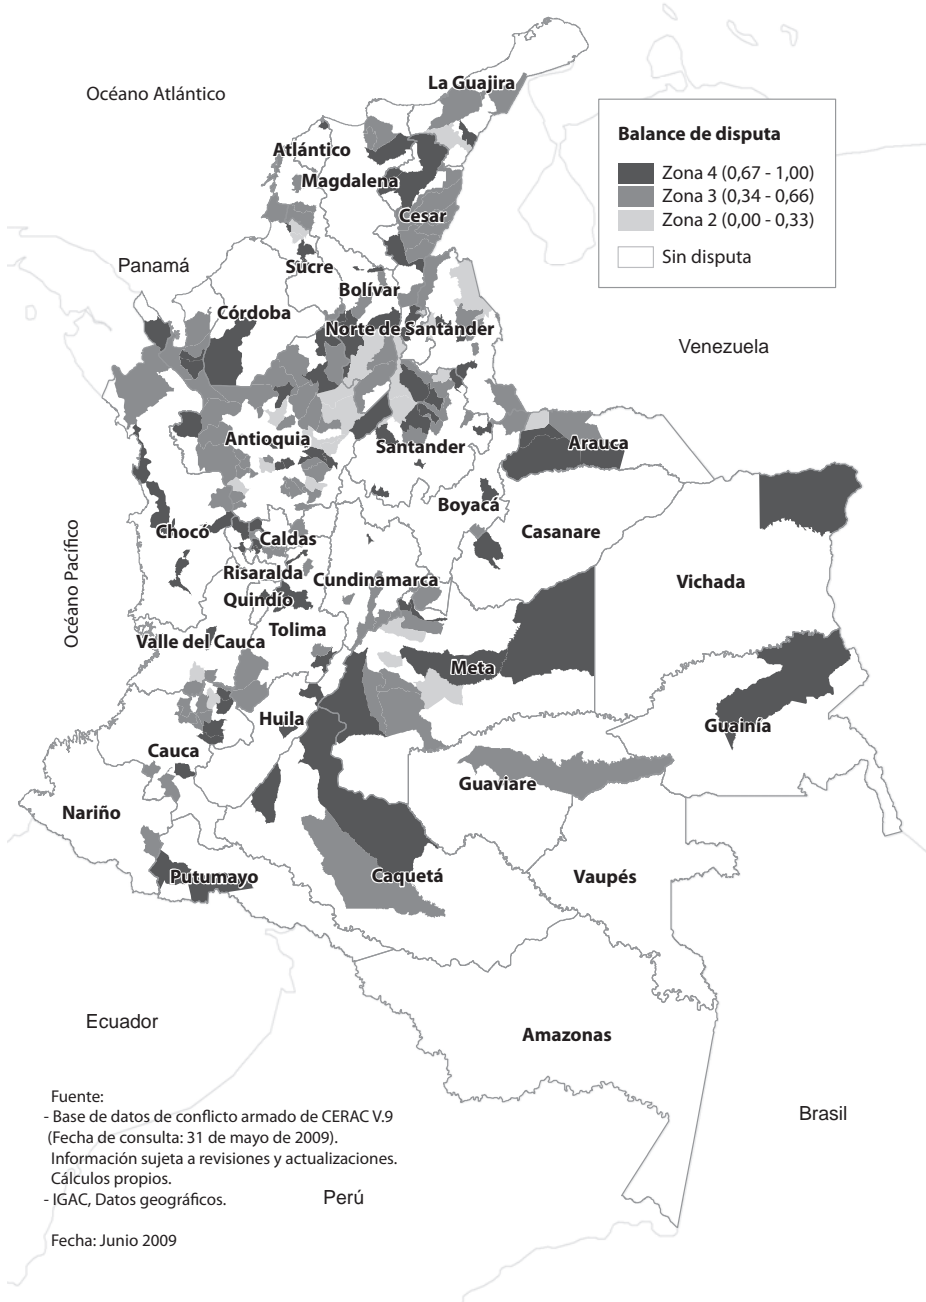 La Guajira
Océano Atlántico
Balance de disputa
Zona 4 (0,67 - 1,00)
Zona 3 (0,34 - 0,66)
Zona 2 (0,00 - 0,33)
Sin disputa
Atlántico
Magdalena
Cesar
Panamá
Sucre
Bolívar
Córdoba
Norte de Santander
Venezuela
Antioquia
Santander
Arauca
Boyacá
Casanare
Océano Pacífico
Chocó
Caldas
Risaralda
Cundinamarca
Vichada
Quindío
Tolima
Valle del Cauca
Meta
Huila
Guainía
Cauca
Guaviare
Nariño
Putumayo
Caquetá
Vaupés
Ecuador
Amazonas
Brasil
Perú
Fuente:
- Base de datos de conflicto armado de CERAC V.9
(Fecha de consulta: 31 de mayo de 2009).
Información sujeta a revisiones y actualizaciones.
Cálculos propios.
- IGAC, Datos geográficos.
Fecha: Junio 2009